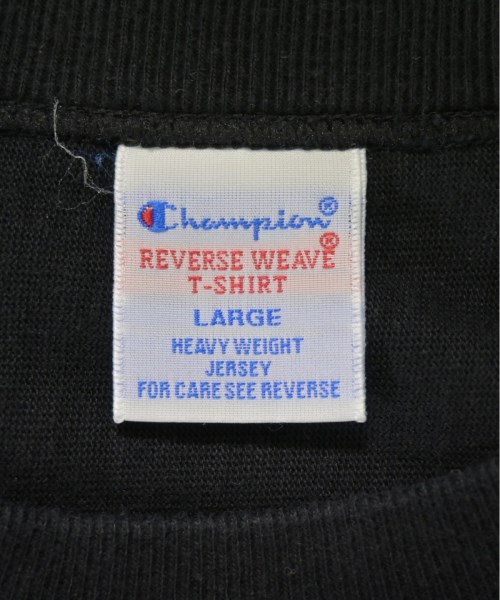 Champion®
REVERSE WEAVE®
T-SHIRT
LARGE
HEAVY WEIGHT
JERSEY
FOR CARE SEE REVERSE